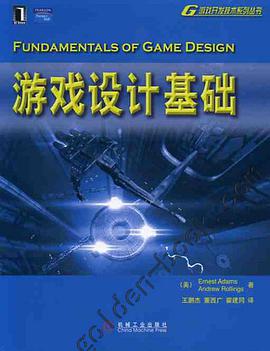 PEARSON
游戏开发技术系列丛书
FUNDAMENTALS OF GAME DESIGN
游戏设计基础
(美) Ernest Adams
Andrew Rollings 著
王鹏杰 董西广 霍建同 译
机械工业出版社
China Machine Press